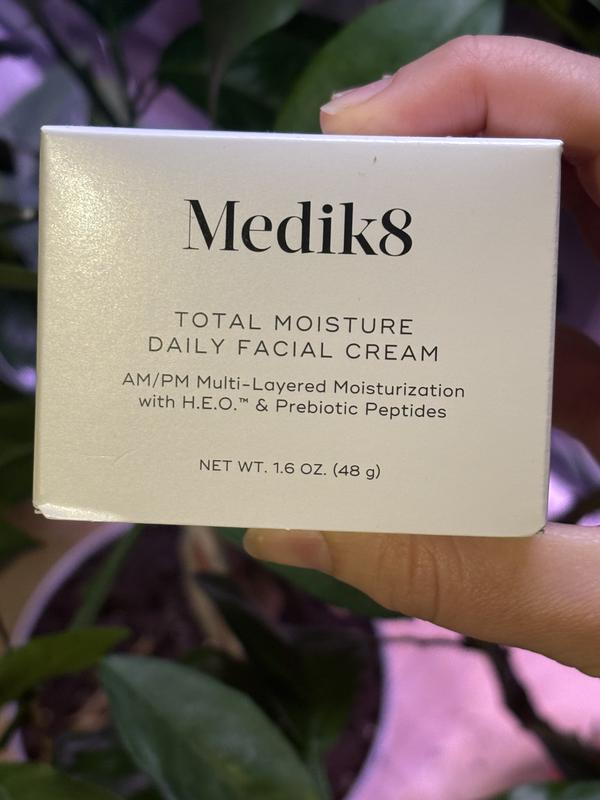 Medik8
TOTAL MOISTURE
DAILY FACIAL CREAM
AM/PM Multi-Layered Moisturization
with H.E.O.™ & Prebiotic Peptides
NET WT. 1.6 OZ. (48 g)